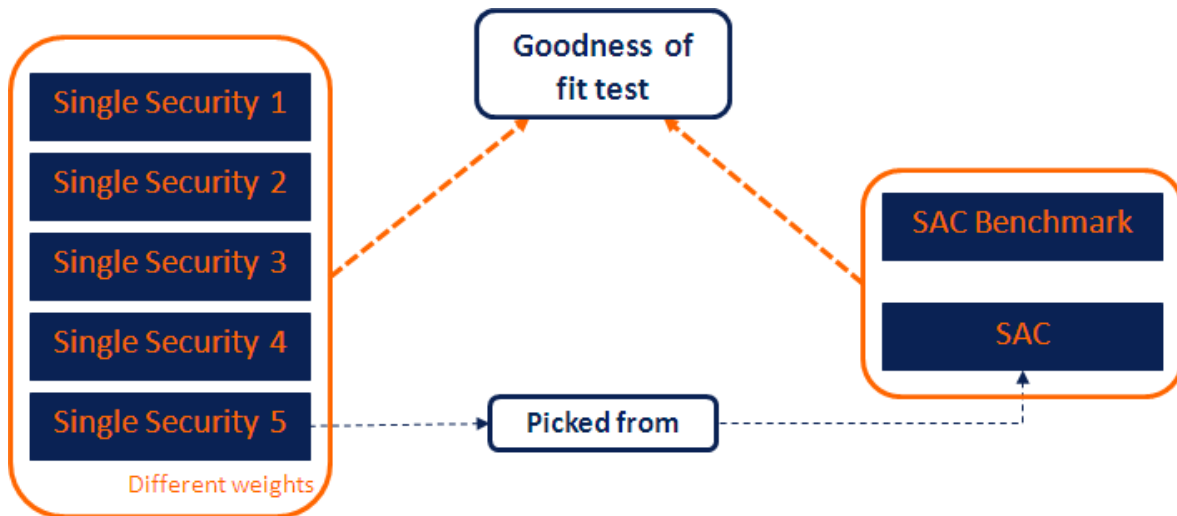 Goodness of
fit test
Single Security 1
Single Security 2
Single Security 3
Single Security 4
Single Security 5
Different weights
SAC Benchmark
SAC
Picked from